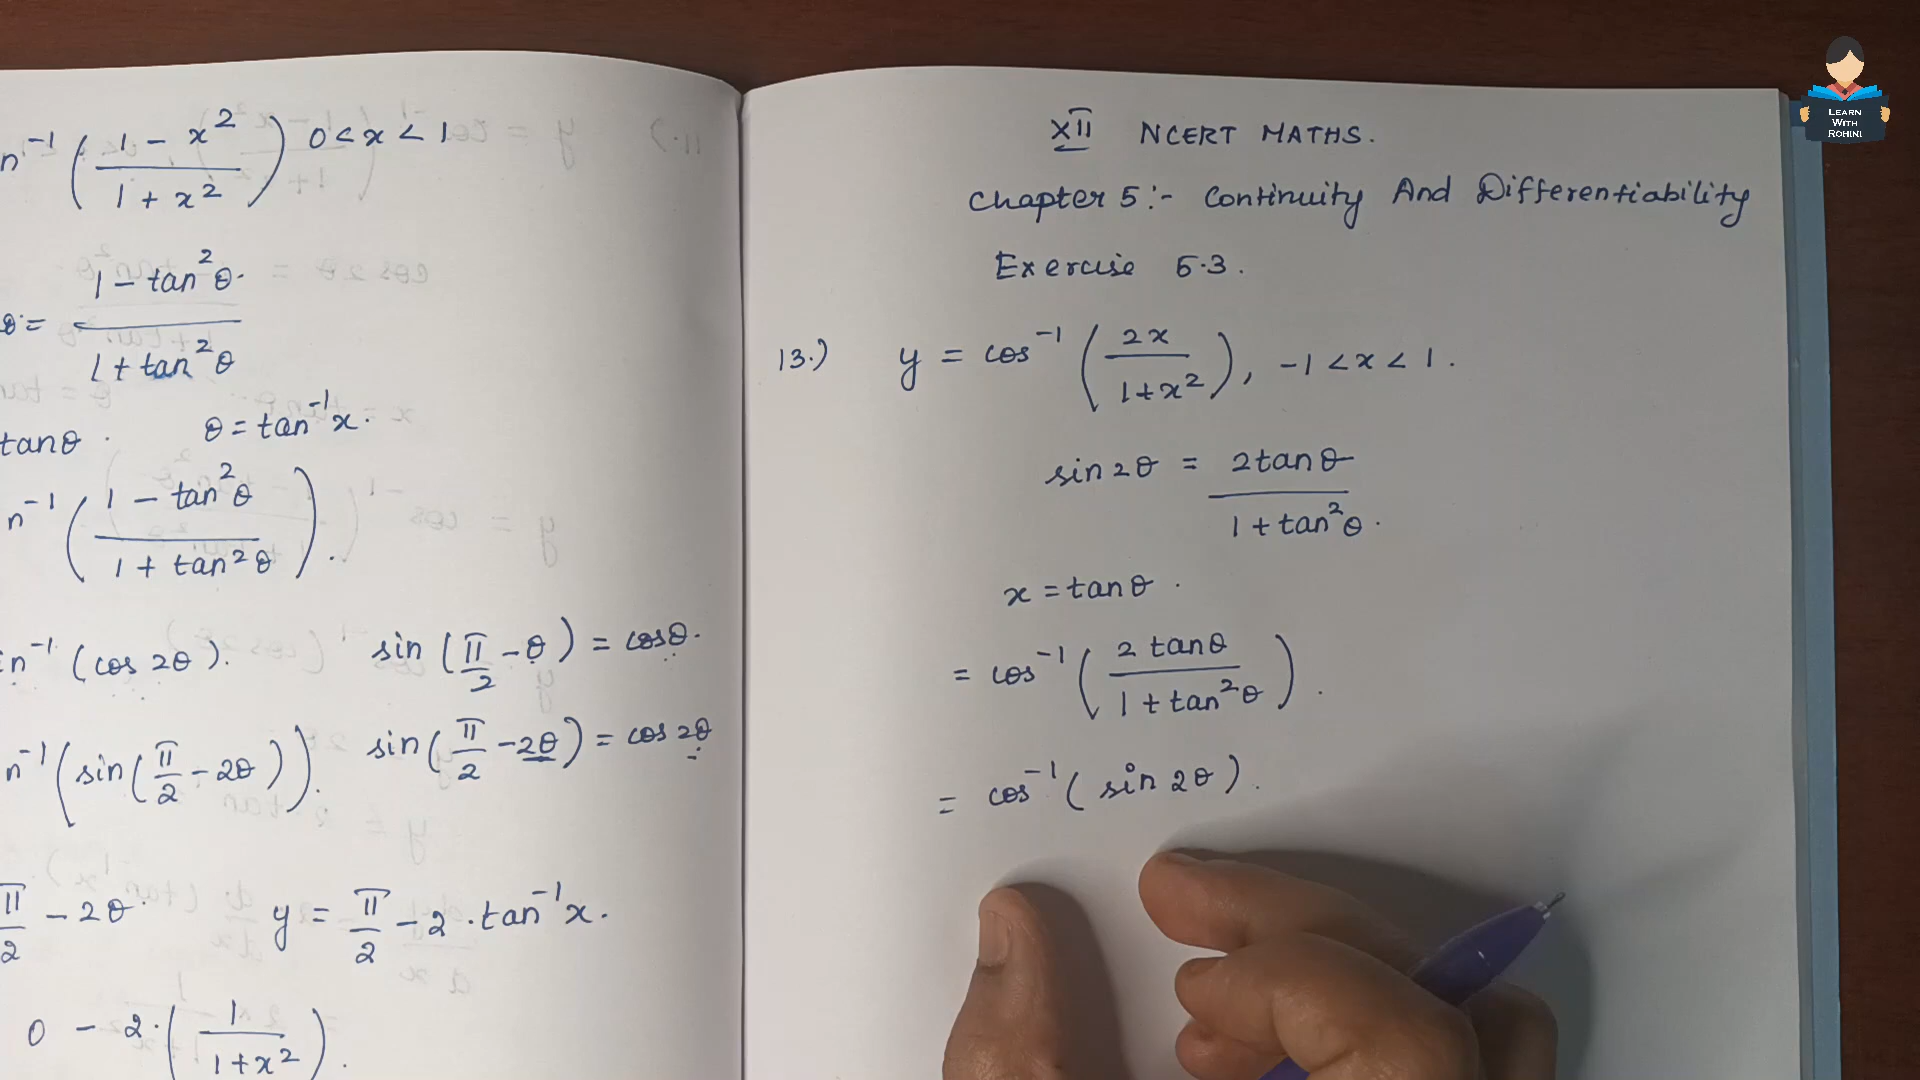 n⁻¹ ( (1 - x²) / (1 + x²) ) 0 < x < 1
θ = (1 - tan²θ.) / (1 + tan²θ)
tanθ . θ = tan⁻¹x.
n⁻¹ ( (1 - tan²θ) / (1 + tan²θ) ).
n⁻¹ (cos 2θ). sin (π/2 - θ) = cosθ.
n⁻¹ (sin (π/2 - 2θ)). sin (π/2 - 2θ) = cos 2θ
π/2 - 2θ. y = π/2 - 2 . tan⁻¹x.
0 - 2. ( 1 / (1 + x²) ).
XII NCERT MATHS.
Chapter 5 :- Continuity And Differentiability
Exercise 5.3.
13.) y = cos⁻¹ ( 2x / (1 + x²) ), -1 < x < 1.
sin 2θ = 2 tanθ / (1 + tan²θ).
x = tanθ .
= cos⁻¹ ( 2 tanθ / (1 + tan²θ) ).
= cos⁻¹ ( sin 2θ ).
LEARN
WITH
ROHINI